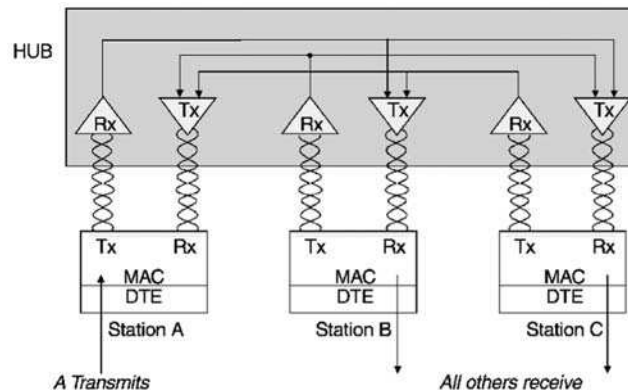 HUB
Rx Tx Rx Tx Rx Tx
Tx Rx Tx Rx Tx Rx
MAC MAC MAC
DTE DTE DTE
Station A Station B Station C
A Transmits All others receive